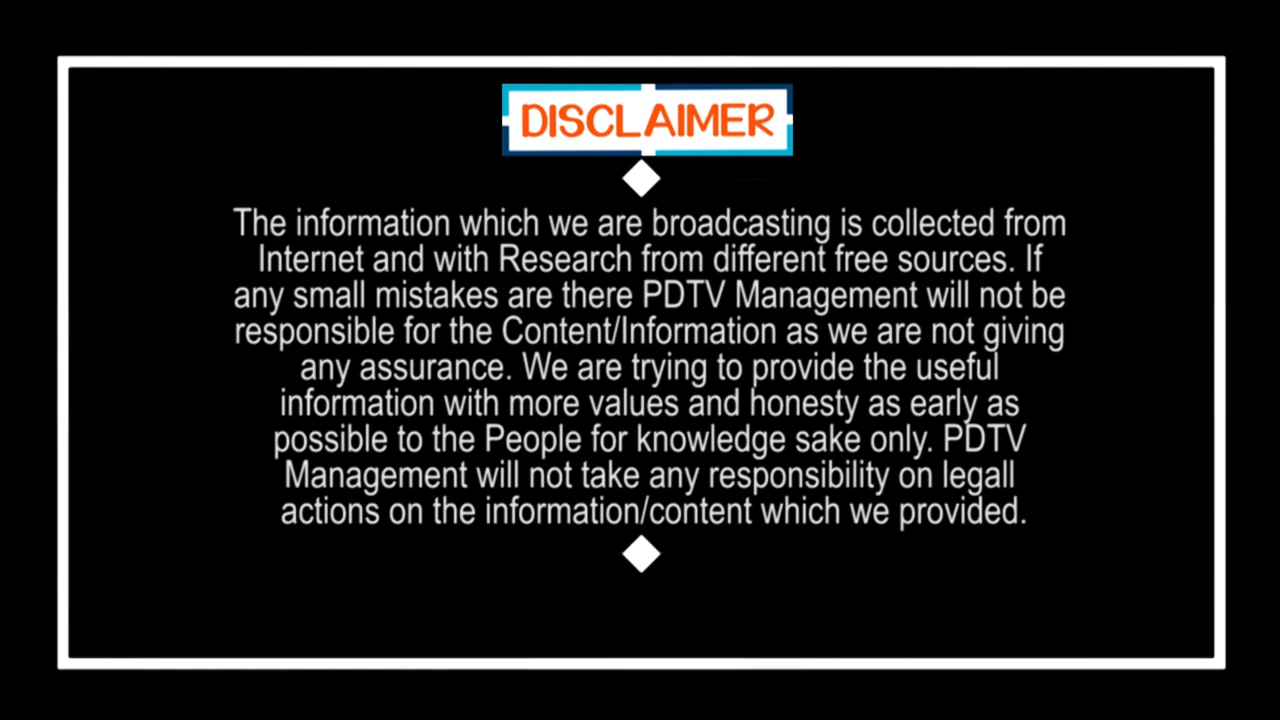 DISCLAIMER
The information which we are broadcasting is collected from
Internet and with Research from different free sources. If
any small mistakes are there PDTV Management will not be
responsible for the Content/Information as we are not giving
any assurance. We are trying to provide the useful
information with more values and honesty as early as
possible to the People for knowledge sake only. PDTV
Management will not take any responsibility on legall
actions on the information/content which we provided.